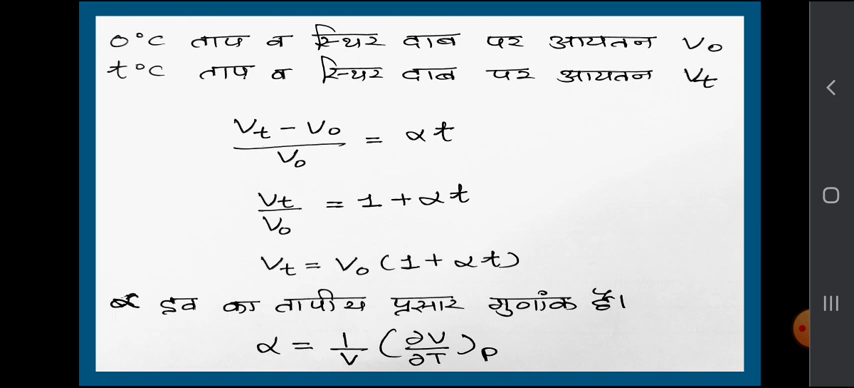 0°C ताप व स्थिर दाब पर आयतन V₀
t°C ताप व स्थिर दाब पर आयतन Vₜ
(Vₜ - V₀)/V₀ = αt
Vₜ/V₀ = 1 + αt
Vₜ = V₀ (1 + αt)
α द्रव का तापीय प्रसार गुणांक है।
α = 1/V (∂V/∂T)ₚ